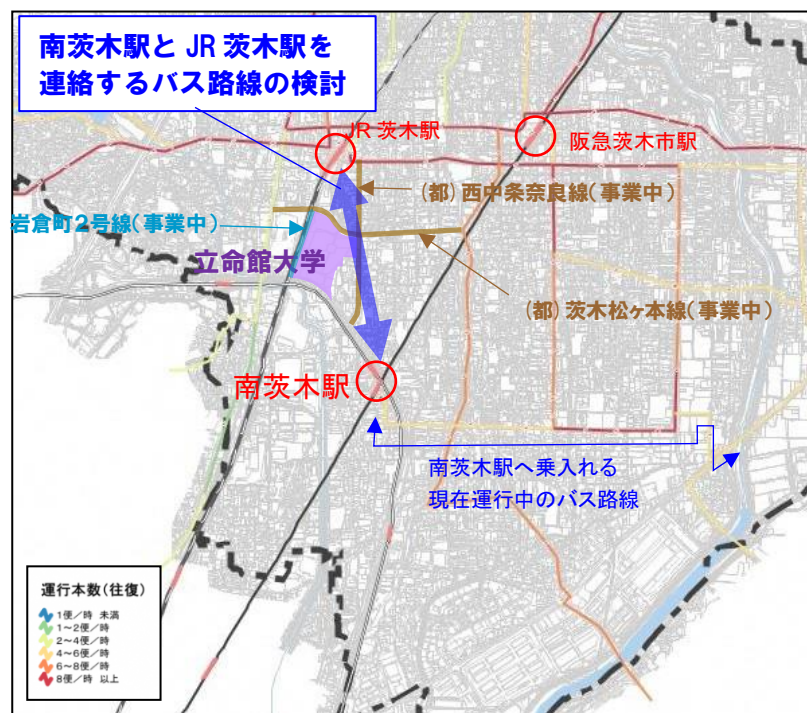 南茨木駅とJR茨木駅を
連絡するバス路線の検討
JR茨木駅
阪急茨木市駅
(都)西中条奈良線(事業中)
岩倉町2号線(事業中)
立命館大学
(都)茨木松ヶ本線(事業中)
南茨木駅
南茨木駅へ乗入れる
現在運行中のバス路線
運行本数(往復)
1便/時 未満
1～2便/時
2～4便/時
4～6便/時
6～8便/時
8便/時 以上